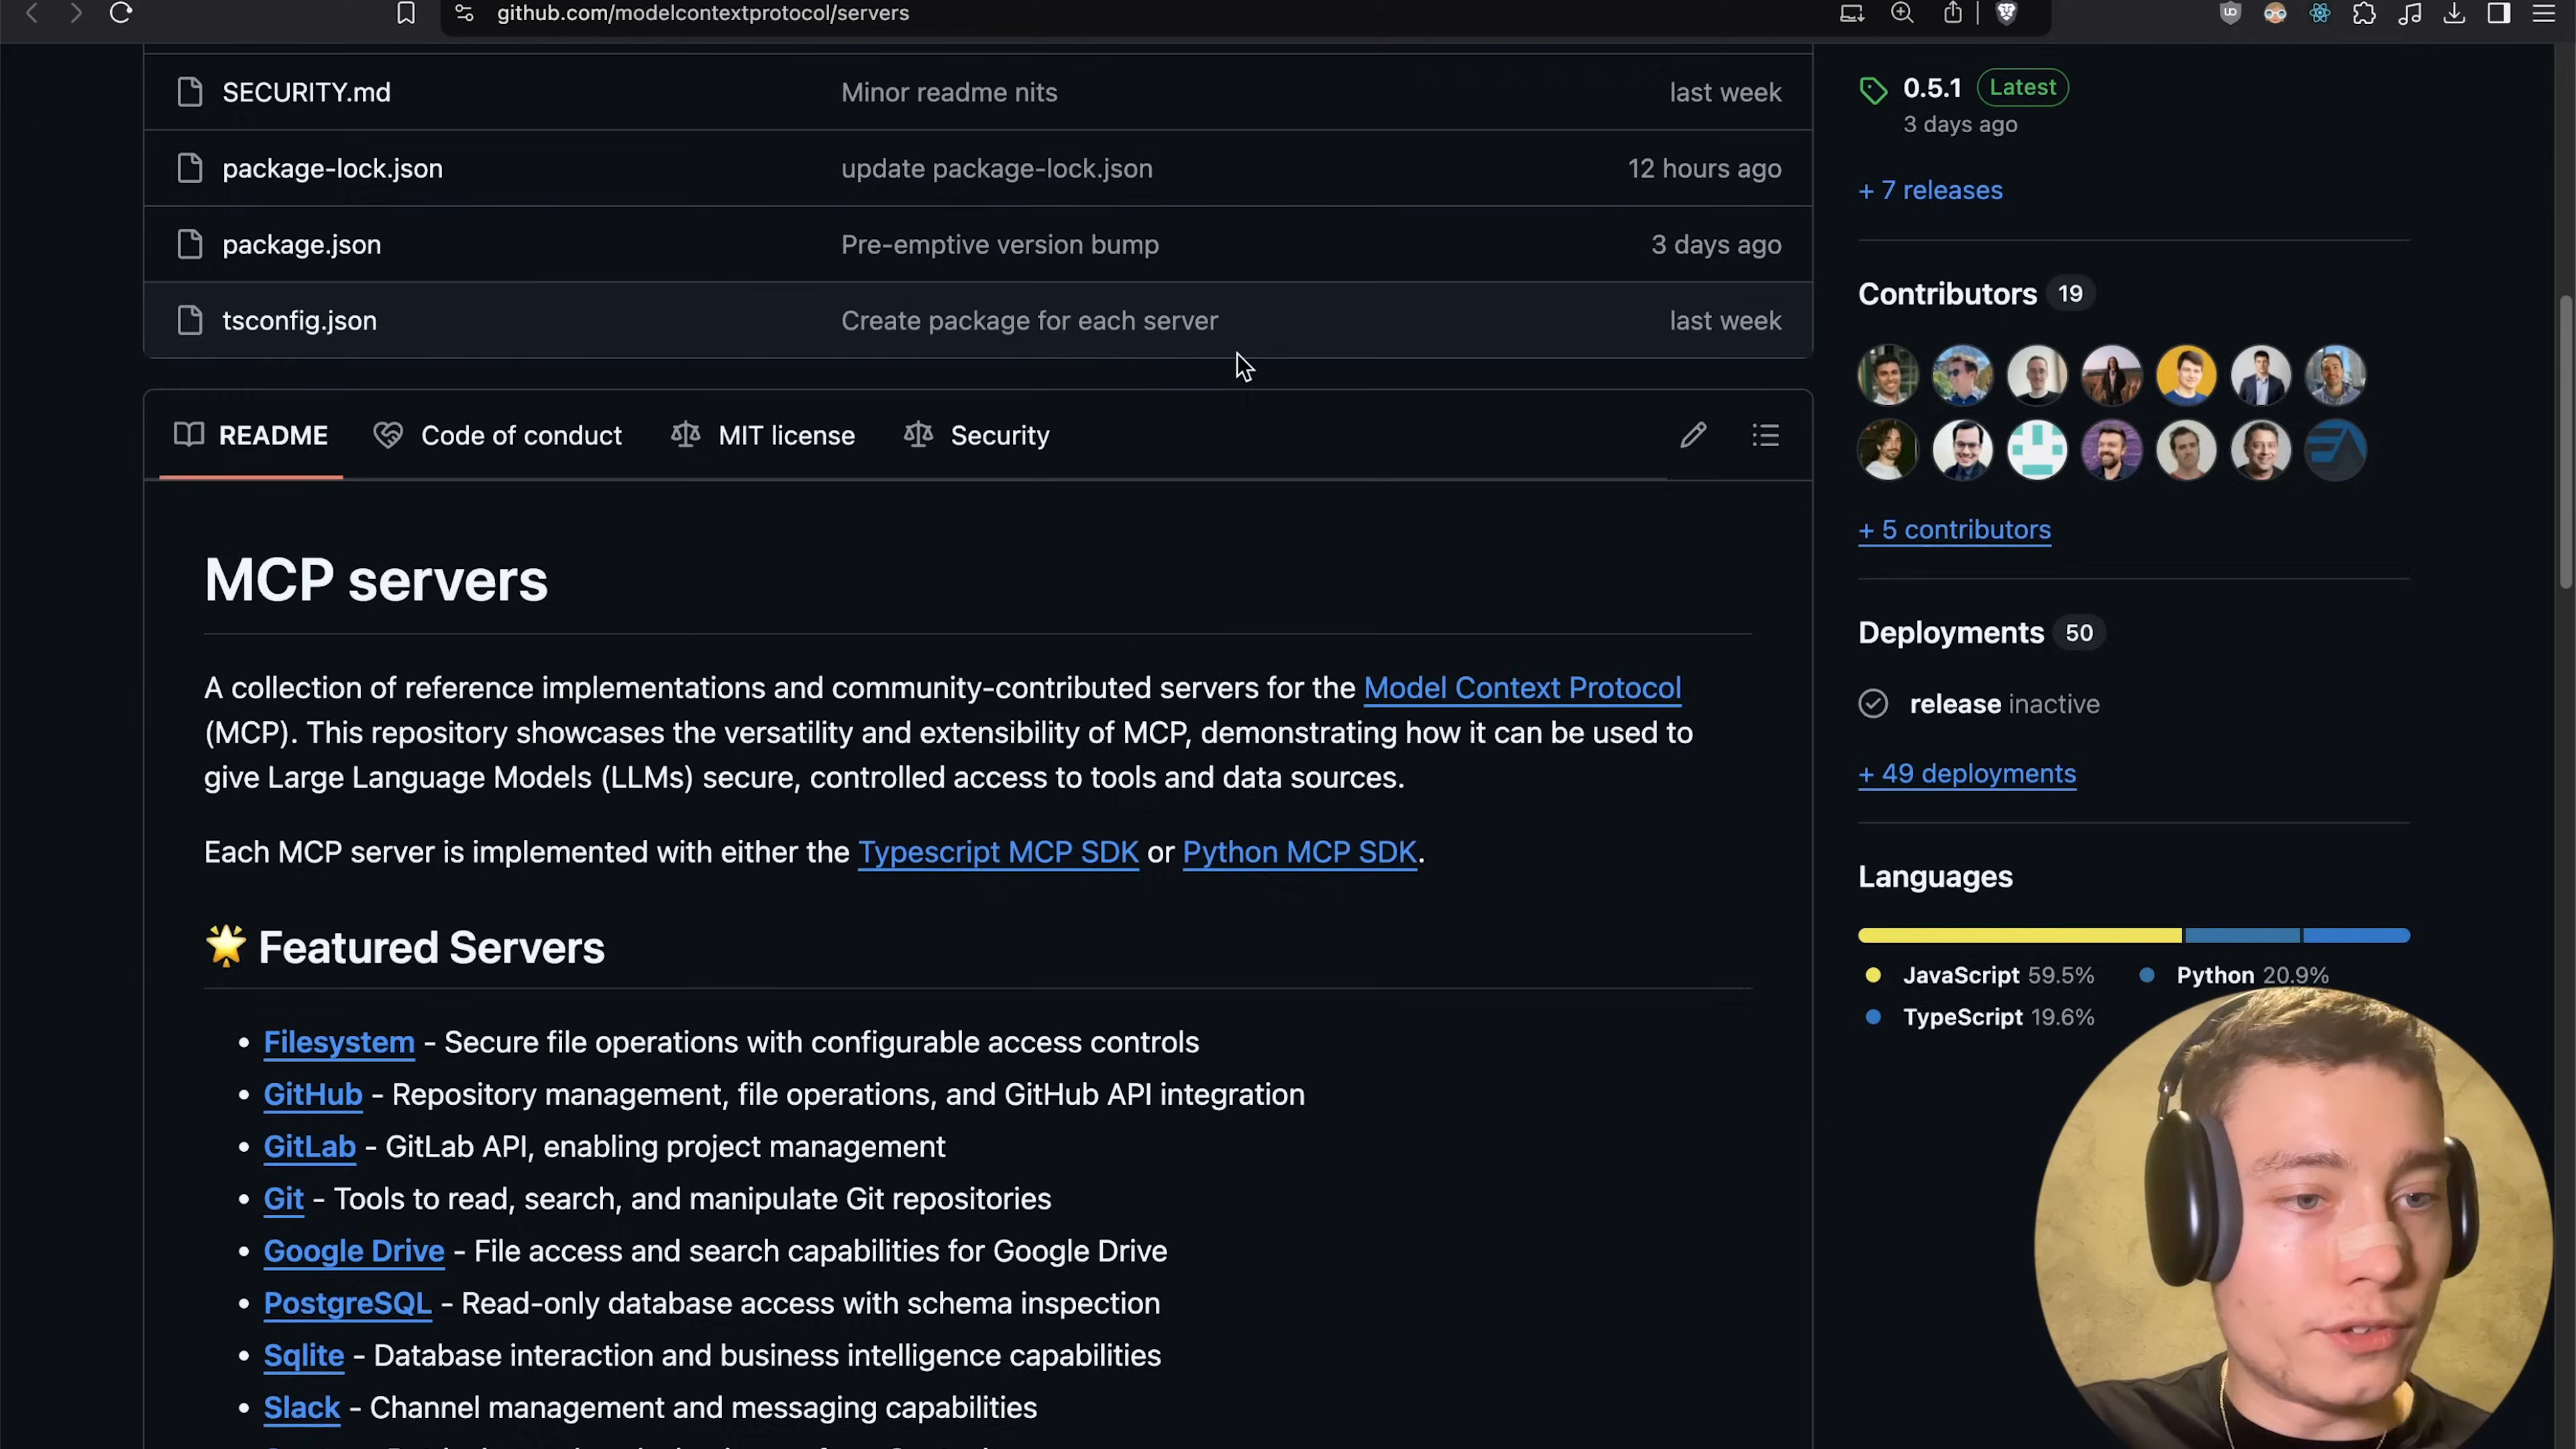 github.com/modelcontextprotocol/servers
SECURITY.md Minor readme nits last week
package-lock.json update package-lock.json 12 hours ago
package.json Pre-emptive version bump 3 days ago
tsconfig.json Create package for each server last week
README Code of conduct MIT license Security
MCP servers
A collection of reference implementations and community-contributed servers for the Model Context Protocol
(MCP). This repository showcases the versatility and extensibility of MCP, demonstrating how it can be used to
give Large Language Models (LLMs) secure, controlled access to tools and data sources.
Each MCP server is implemented with either the Typescript MCP SDK or Python MCP SDK.
🌟 Featured Servers
• Filesystem - Secure file operations with configurable access controls
• GitHub - Repository management, file operations, and GitHub API integration
• GitLab - GitLab API, enabling project management
• Git - Tools to read, search, and manipulate Git repositories
• Google Drive - File access and search capabilities for Google Drive
• PostgreSQL - Read-only database access with schema inspection
• Sqlite - Database interaction and business intelligence capabilities
• Slack - Channel management and messaging capabilities
0.5.1 Latest
3 days ago
+ 7 releases
Contributors 19
+ 5 contributors
Deployments 50
release inactive
+ 49 deployments
Languages
JavaScript 59.5% Python 20.9%
TypeScript 19.6%